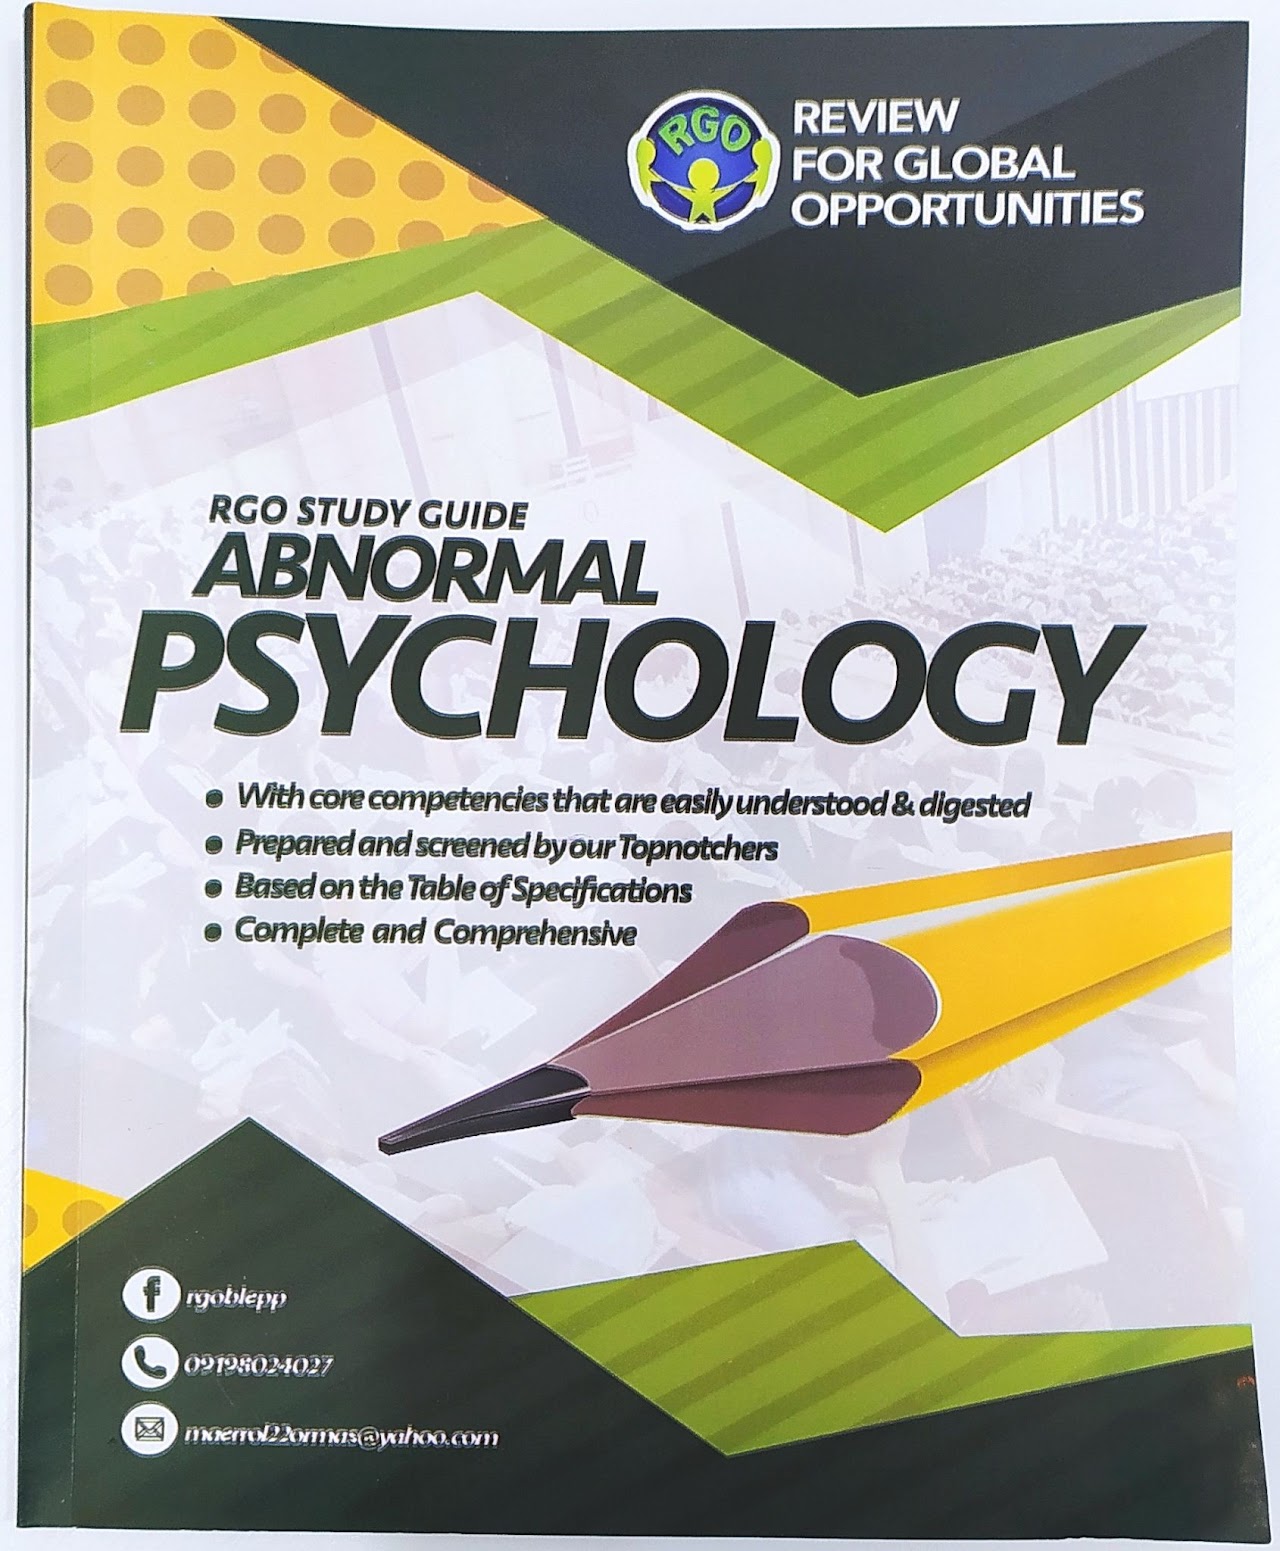 RGO
REVIEW
FOR GLOBAL
OPPORTUNITIES
RGO STUDY GUIDE
ABNORMAL
PSYCHOLOGY
• With core competencies that are easily understood & digested
• Prepared and screened by our Topnotchers
• Based on the Table of Specifications
• Complete and Comprehensive
f rgoblepp
09198024027
maerrol22ormas@yahoo.com